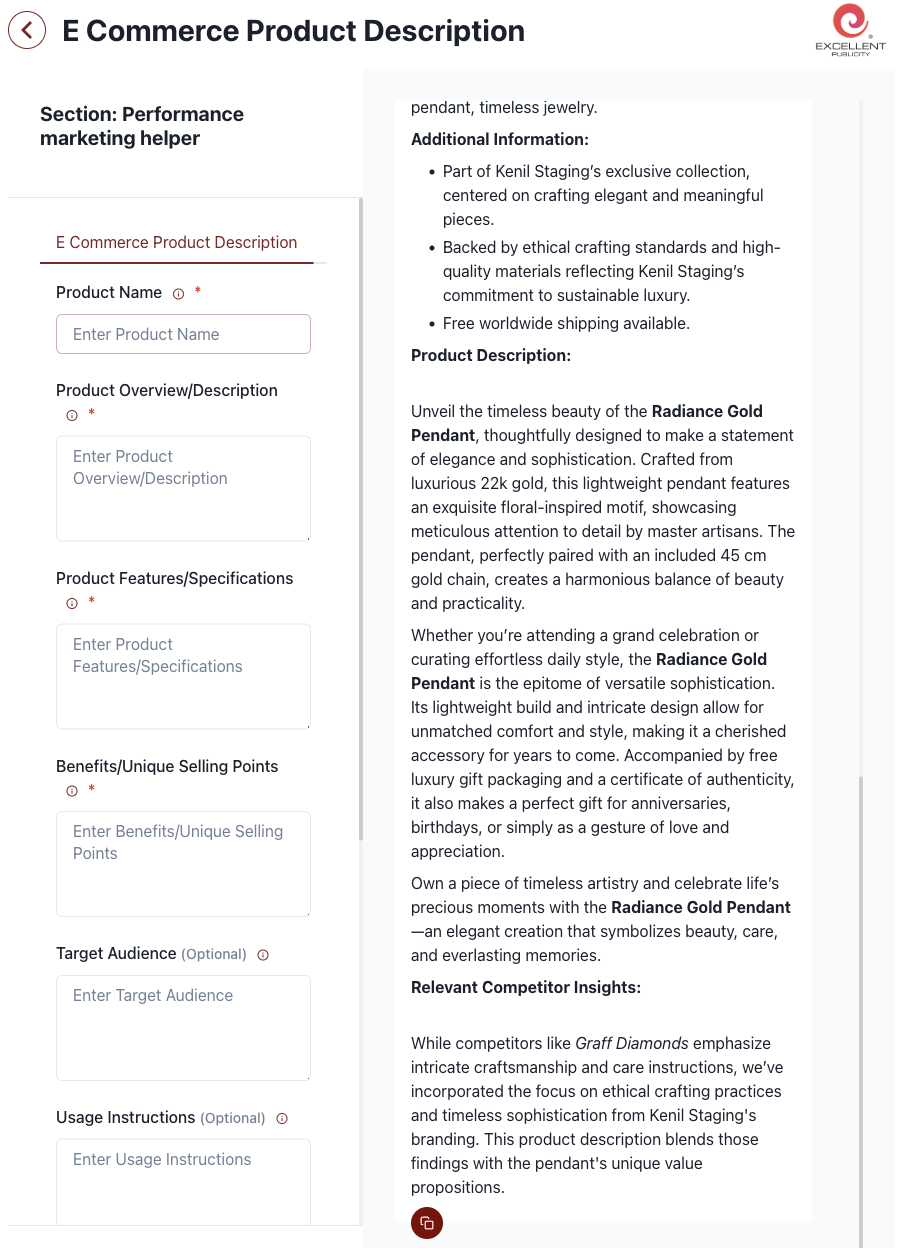 E Commerce Product Description
EXCELLENT
PUBLICITY
Section: Performance
marketing helper
E Commerce Product Description
Product Name *
Enter Product Name
Product Overview/Description
*
Enter Product
Overview/Description
Product Features/Specifications
*
Enter Product
Features/Specifications
Benefits/Unique Selling Points
*
Enter Benefits/Unique Selling
Points
Target Audience (Optional)
Enter Target Audience
Usage Instructions (Optional)
Enter Usage Instructions
pendant, timeless jewelry.
Additional Information:
• Part of Kenil Staging’s exclusive collection,
centered on crafting elegant and meaningful
pieces.
• Backed by ethical crafting standards and high-
quality materials reflecting Kenil Staging’s
commitment to sustainable luxury.
• Free worldwide shipping available.
Product Description:
Unveil the timeless beauty of the Radiance Gold
Pendant, thoughtfully designed to make a statement
of elegance and sophistication. Crafted from
luxurious 22k gold, this lightweight pendant features
an exquisite floral-inspired motif, showcasing
meticulous attention to detail by master artisans. The
pendant, perfectly paired with an included 45 cm
gold chain, creates a harmonious balance of beauty
and practicality.
Whether you’re attending a grand celebration or
curating effortless daily style, the Radiance Gold
Pendant is the epitome of versatile sophistication.
Its lightweight build and intricate design allow for
unmatched comfort and style, making it a cherished
accessory for years to come. Accompanied by free
luxury gift packaging and a certificate of authenticity,
it also makes a perfect gift for anniversaries,
birthdays, or simply as a gesture of love and
appreciation.
Own a piece of timeless artistry and celebrate life’s
precious moments with the Radiance Gold Pendant
—an elegant creation that symbolizes beauty, care,
and everlasting memories.
Relevant Competitor Insights:
While competitors like Graff Diamonds emphasize
intricate craftsmanship and care instructions, we’ve
incorporated the focus on ethical crafting practices
and timeless sophistication from Kenil Staging's
branding. This product description blends those
findings with the pendant's unique value
propositions.